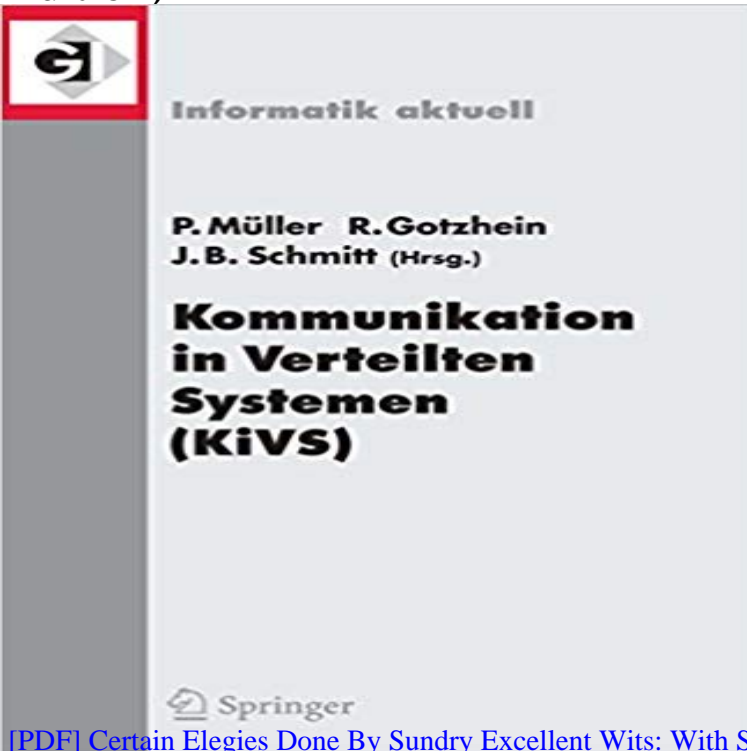 GI
Informatik aktuell
P. Müller R. Gotzhein
J. B. Schmitt (Hrsg.)
Kommunikation
in Verteilten
Systemen
(KiVS)
Springer
[PDF] Certain Elegies Done By Sundry Excellent Wits: With S